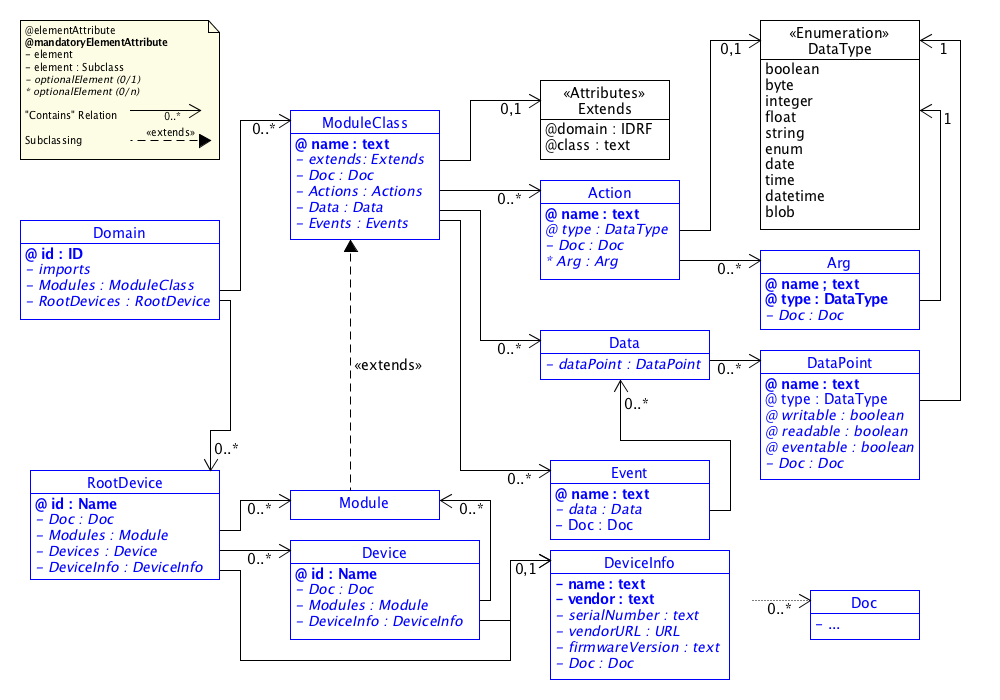 @elementAttribute
@mandatoryElementAttribute
- element
- element : Subclass
- optionalElement (0/1)
* optionalElement (0/n)
"Contains" Relation
0..*
Subclassing
«extends»
ModuleClass
@ name : text
- extends: Extends
- Doc : Doc
- Actions : Actions
- Data : Data
- Events : Events
0..*
0,1
«Attributes»
Extends
@domain : IDRF
@class : text
0,1
«Enumeration»
DataType
boolean
byte
integer
float
string
enum
date
time
datetime
blob
1
1
0..*
Action
@ name : text
@ type : DataType
- Doc : Doc
* Arg : Arg
0..*
Arg
@ name ; text
@ type : DataType
- Doc : Doc
Domain
@ id : ID
- imports
- Modules : ModuleClass
- RootDevices : RootDevice
0..*
Data
- dataPoint : DataPoint
0..*
DataPoint
@ name : text
@ type : DataType
@ writable : boolean
@ readable : boolean
@ eventable : boolean
- Doc : Doc
«extends»
0..*
0..*
RootDevice
@ id : Name
- Doc : Doc
- Modules : Module
- Devices : Device
- DeviceInfo : DeviceInfo
0..*
Module
0..*
0..*
Event
@ name : text
- data : Data
- Doc : Doc
0..*
Device
@ id : Name
- Doc : Doc
- Modules : Module
- DeviceInfo : DeviceInfo
0,1
DeviceInfo
- name : text
- vendor : text
- serialNumber : text
- vendorURL : URL
- firmwareVersion : text
- Doc : Doc
0..*
Doc
- ...